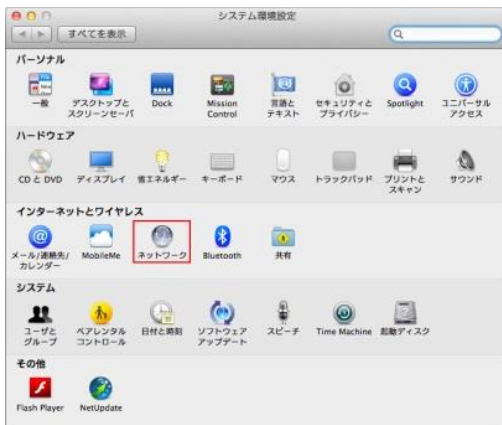 システム環境設定
すべてを表示
パーソナル
一般 デスクトップと Dock Mission 言語と セキュリティと Spotlight ユニバーサル
スクリーンセーバ Control テキスト プライバシー アクセス
ハードウェア
CD と DVD ディスプレイ 省エネルギー キーボード マウス トラックパッド プリントと サウンド
スキャン
インターネットとワイヤレス
メール/連絡先/ MobileMe ネットワーク Bluetooth 共有
カレンダー
システム
ユーザと ペアレンタル 日付と時刻 ソフトウェア スピーチ Time Machine 起動ディスク
グループ コントロール アップデート
その他
Flash Player NetUpdate